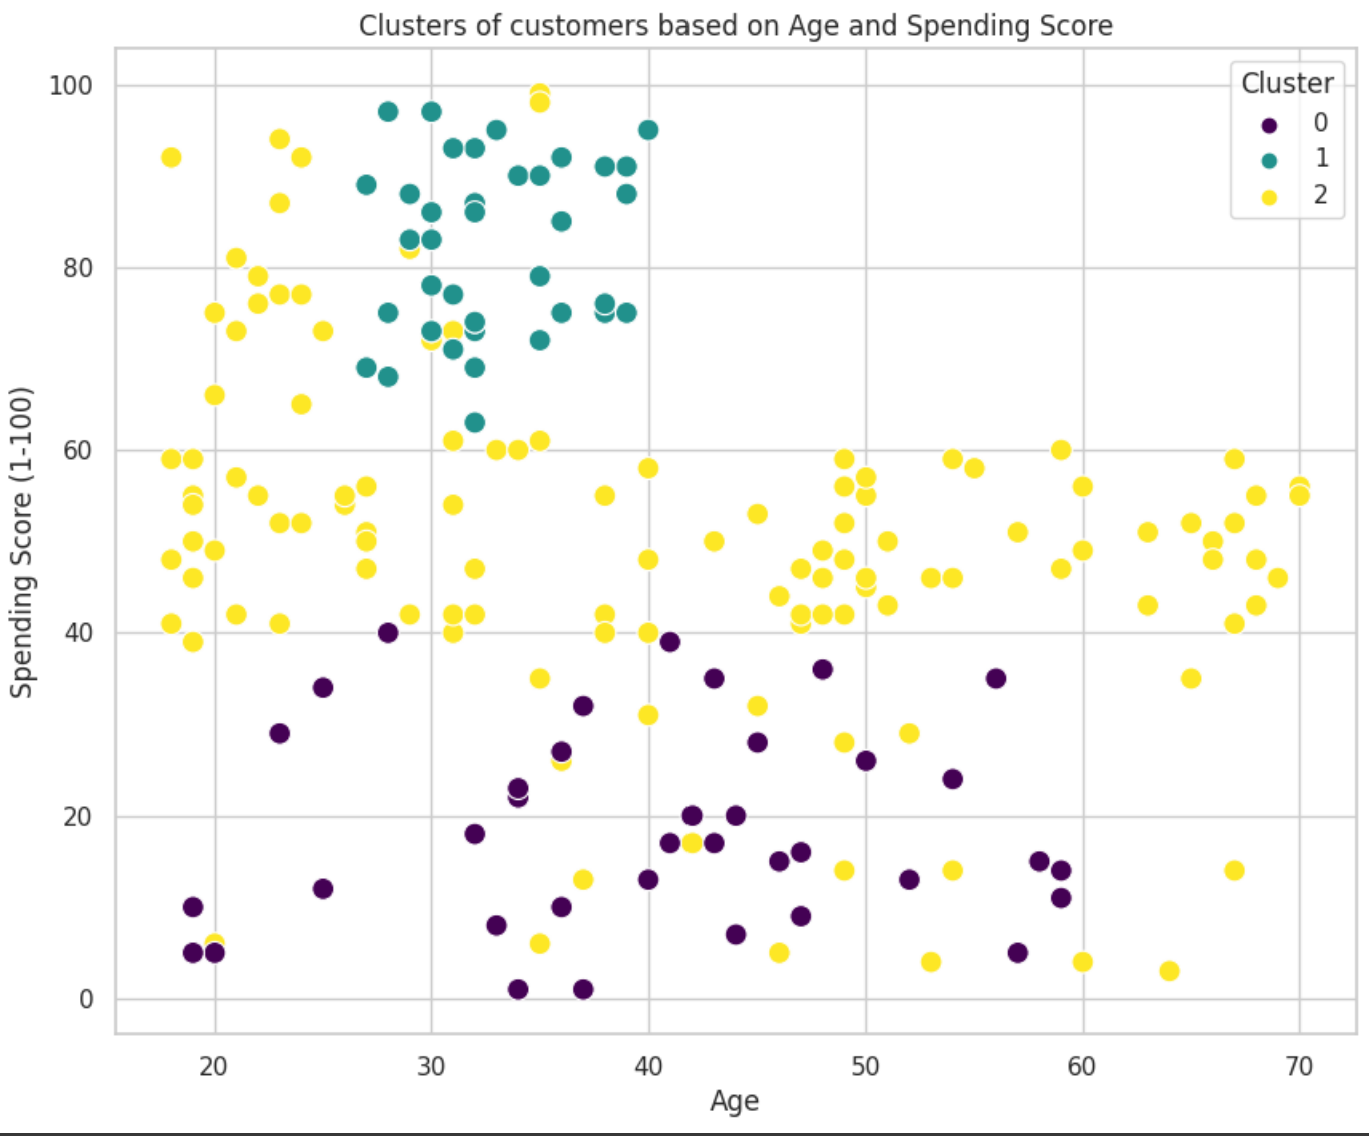 Clusters of customers based on Age and Spending Score
Cluster
0
1
2
Spending Score (1-100)
100
80
60
40
20
0
20 30 40 50 60 70
Age